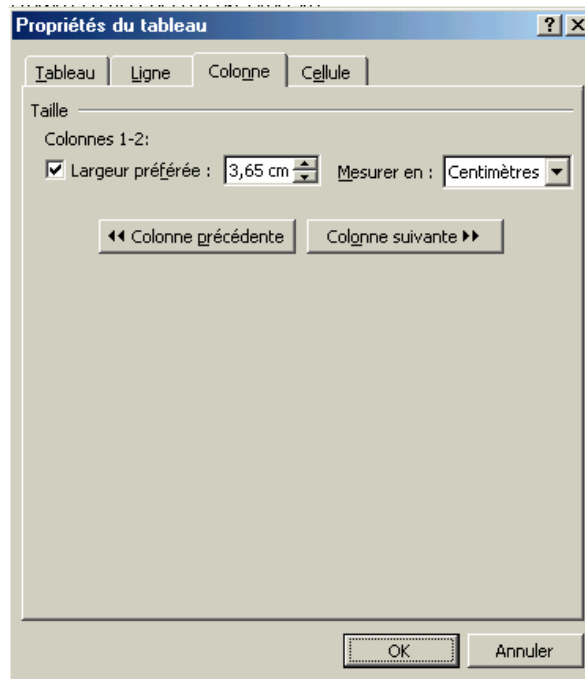 Propriétés du tableau
Tableau Ligne Colonne Cellule
Taille
Colonnes 1-2:
Largeur préférée : 3,65 cm Mesurer en : Centimètres
Colonne précédente Colonne suivante
OK Annuler